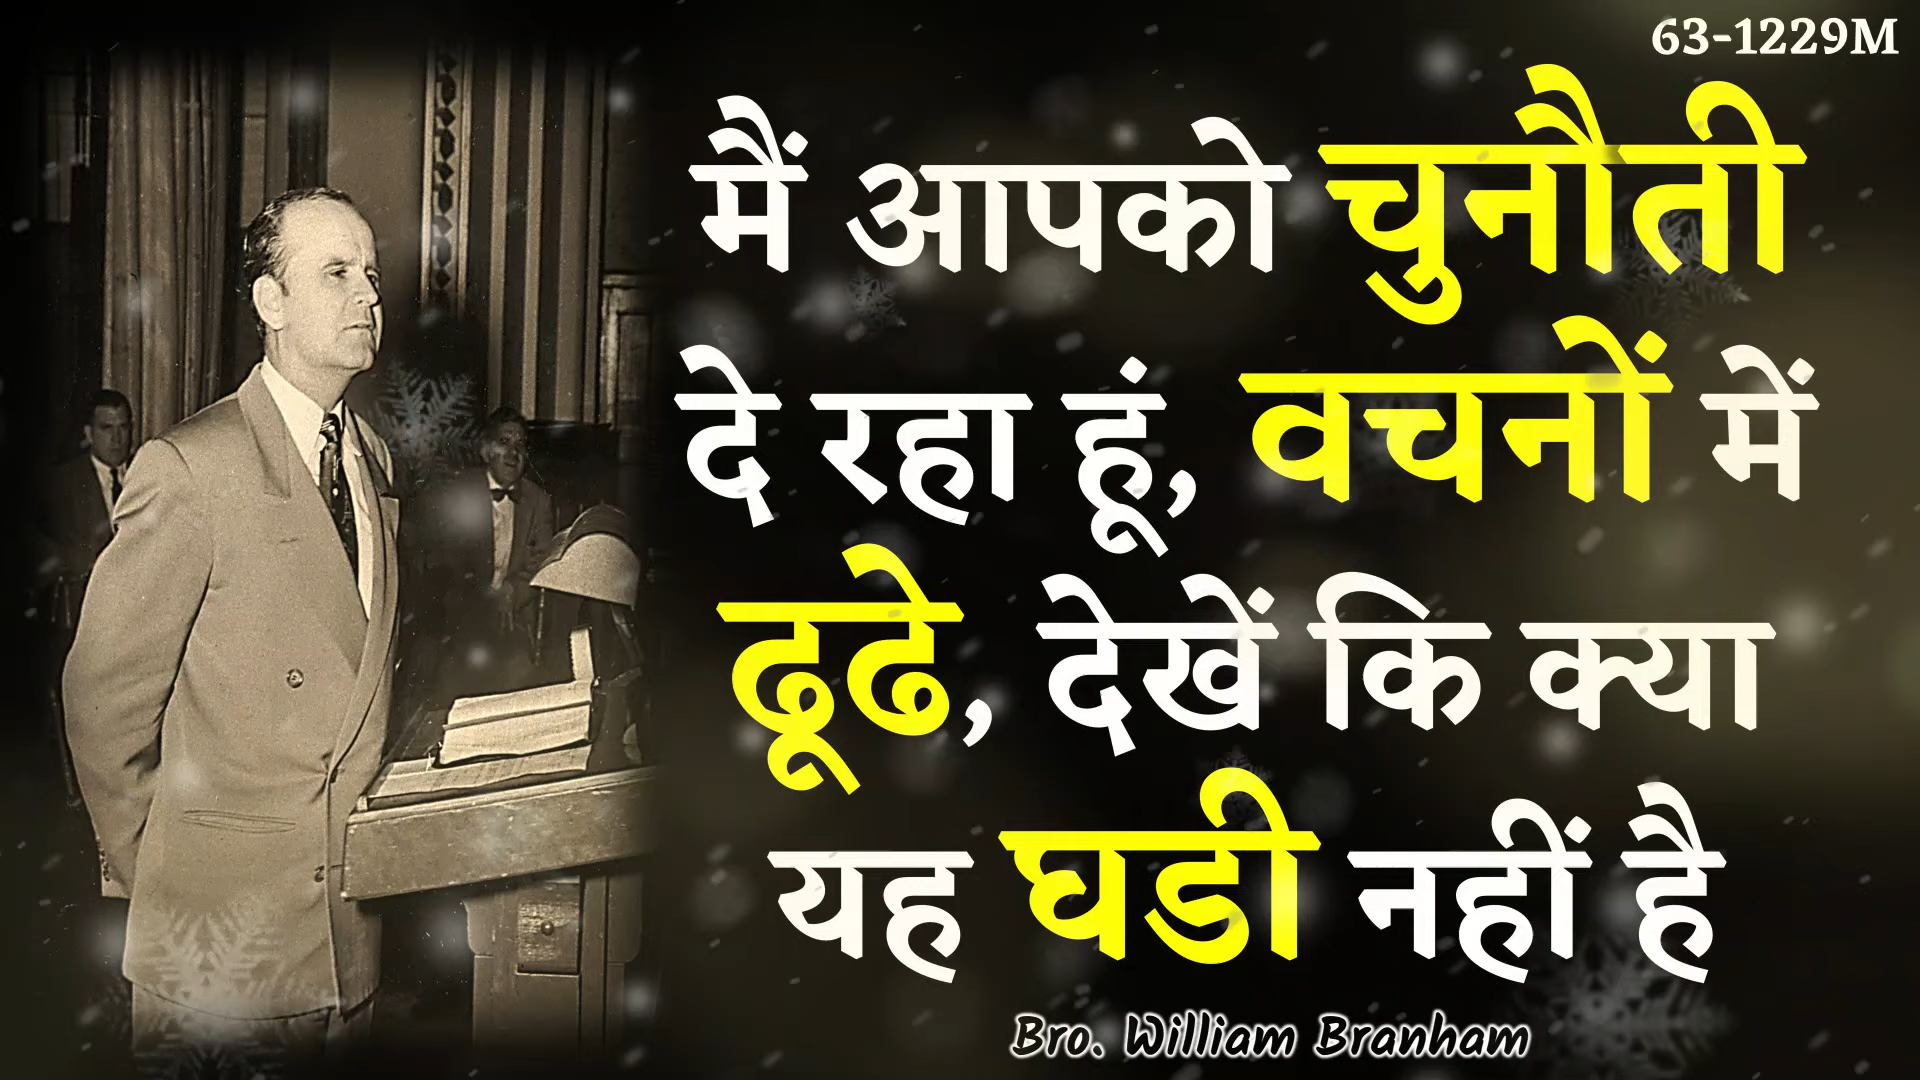 63-1229M
मैं आपको चुनौती
दे रहा हूं, वचनों में
ढूढे, देखें कि क्या
यह घडी नहीं है
Bro. William Branham